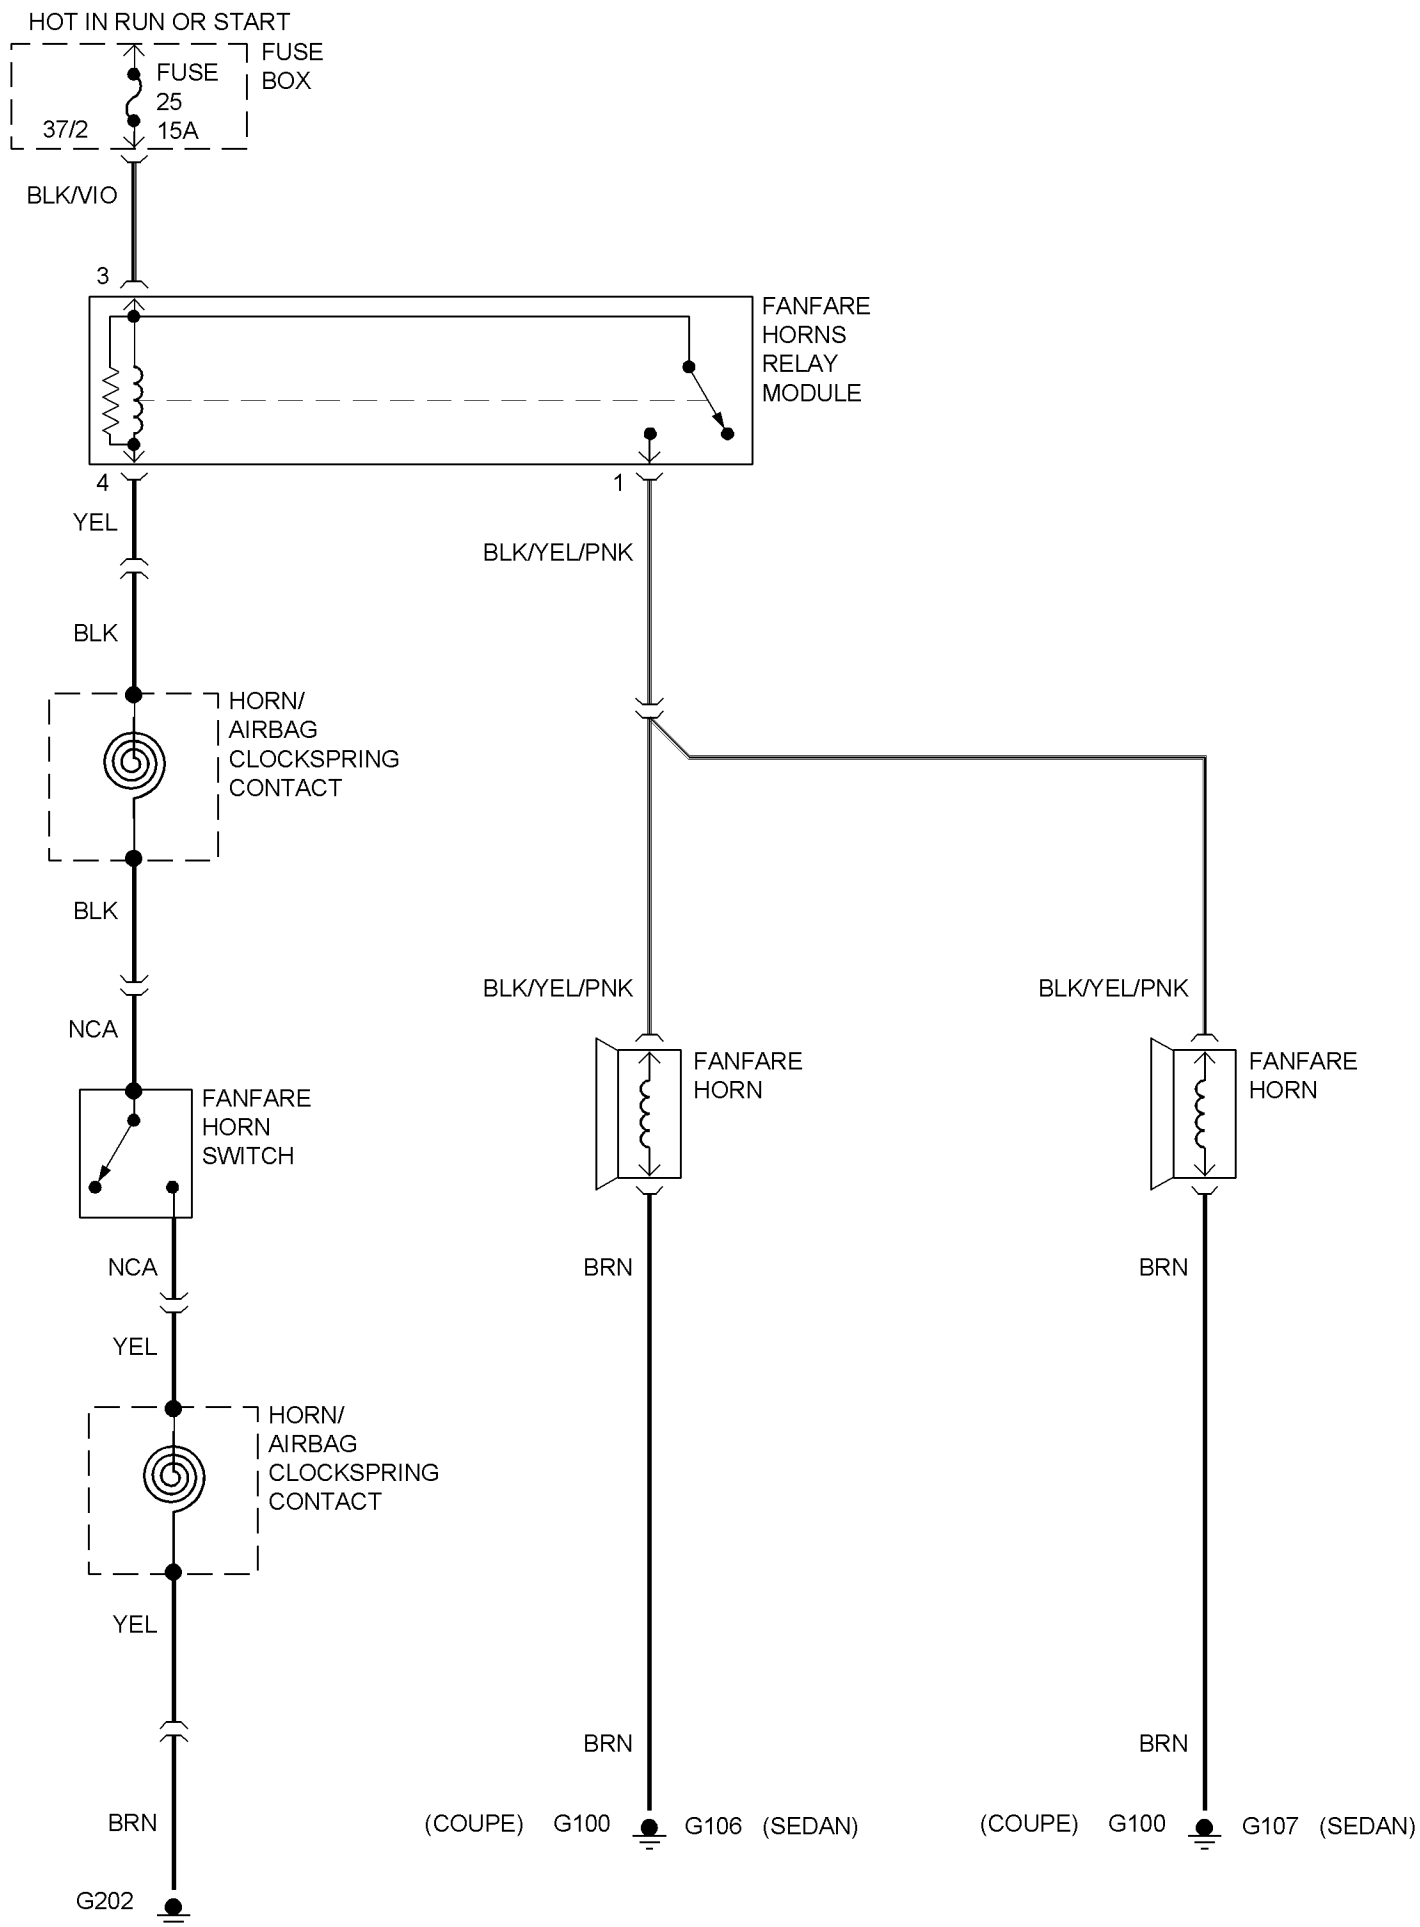 HOT IN RUN OR START
FUSE
BOX
FUSE
25
15A
37/2
BLK/VIO
3
FANFARE
HORNS
RELAY
MODULE
4
1
YEL
BLK/YEL/PNK
BLK
HORN/
AIRBAG
CLOCKSPRING
CONTACT
BLK
BLK/YEL/PNK
BLK/YEL/PNK
NCA
FANFARE
HORN
FANFARE
HORN
FANFARE
HORN
SWITCH
NCA
BRN
BRN
YEL
HORN/
AIRBAG
CLOCKSPRING
CONTACT
YEL
BRN
BRN
BRN
(COUPE) G100 G106 (SEDAN)
(COUPE) G100 G107 (SEDAN)
G202